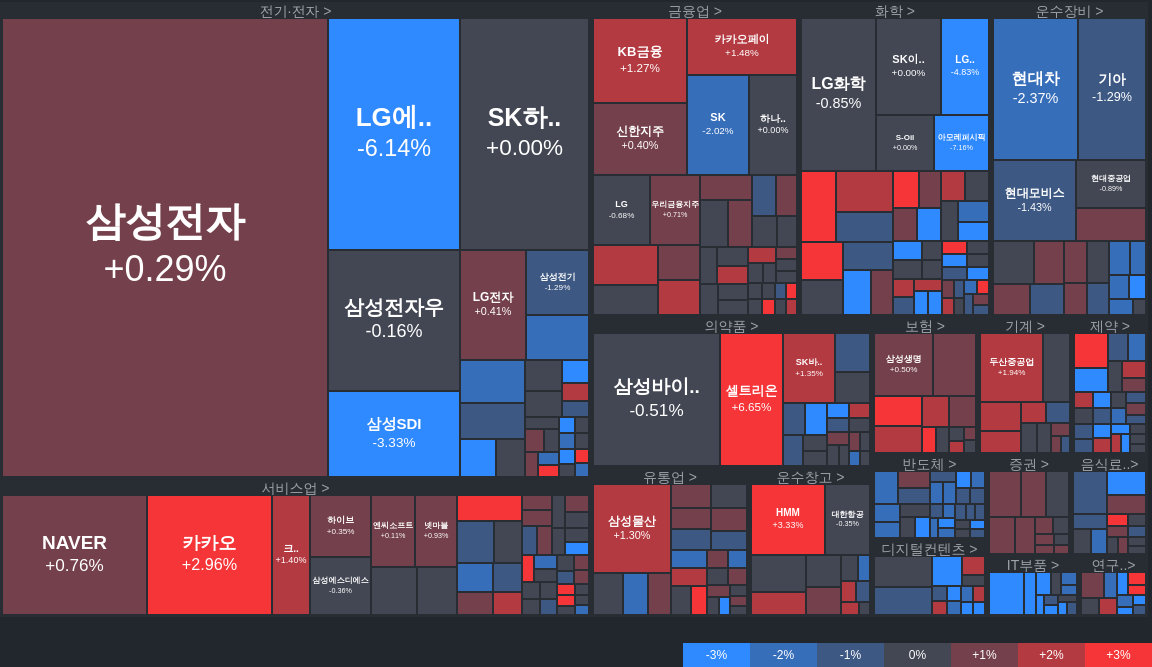 전기·전자 >
삼성전자
+0.29%
LG에..
-6.14%
SK하..
+0.00%
삼성전자우
-0.16%
LG전자
+0.41%
삼성전기
-1.29%
삼성SDI
-3.33%
금융업 >
KB금융
+1.27%
카카오페이
+1.48%
신한지주
+0.40%
SK
-2.02%
하나..
+0.00%
LG
-0.68%
우리금융지주
+0.71%
화학 >
LG화학
-0.85%
SK이..
+0.00%
LG..
-4.83%
S-Oil
+0.00%
아모레퍼시픽
-7.16%
운수장비 >
현대차
-2.37%
기아
-1.29%
현대모비스
-1.43%
현대중공업
-0.89%
의약품 >
삼성바이..
-0.51%
셀트리온
+6.65%
SK바..
+1.35%
보험 >
삼성생명
+0.50%
기계 >
두산중공업
+1.94%
제약 >
서비스업 >
NAVER
+0.76%
카카오
+2.96%
크..
+1.40%
하이브
+0.35%
삼성에스디에스
-0.36%
엔씨소프트
+0.11%
넷마블
+0.93%
유통업 >
삼성물산
+1.30%
운수창고 >
HMM
+3.33%
대한항공
-0.35%
반도체 >
증권 >
음식료..>
디지털컨텐츠 >
IT부품 >
연구..>
-3%
-2%
-1%
0%
+1%
+2%
+3%